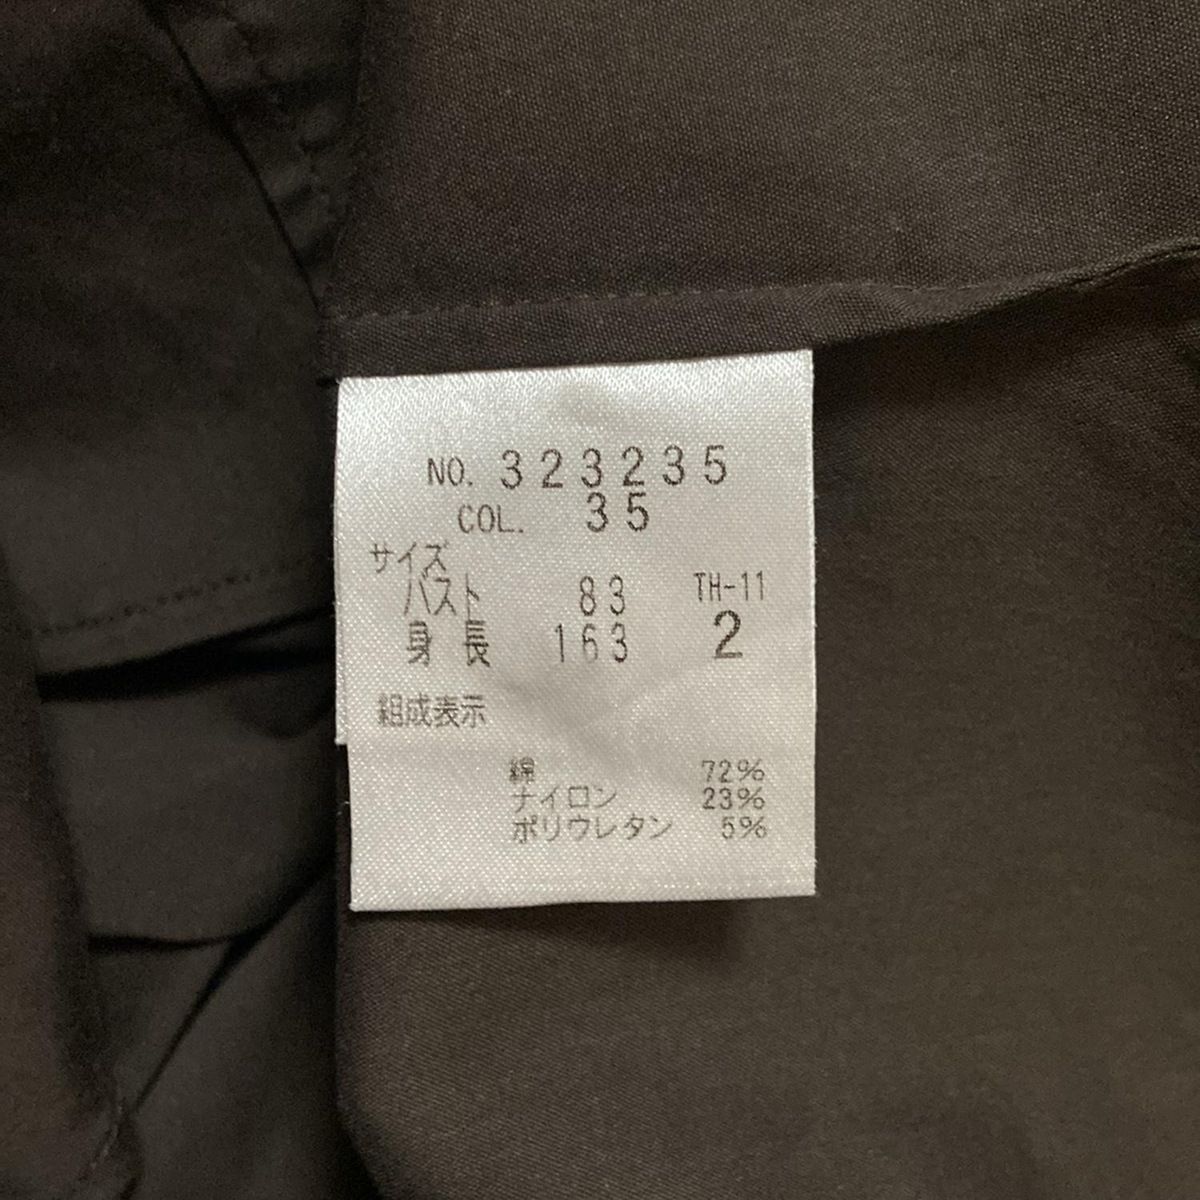 NO. 323235
COL. 35
サイズ
バスト 83 TH-11
身長 163 2
組成表示
綿 72%
ナイロン 23%
ポリウレタン 5%